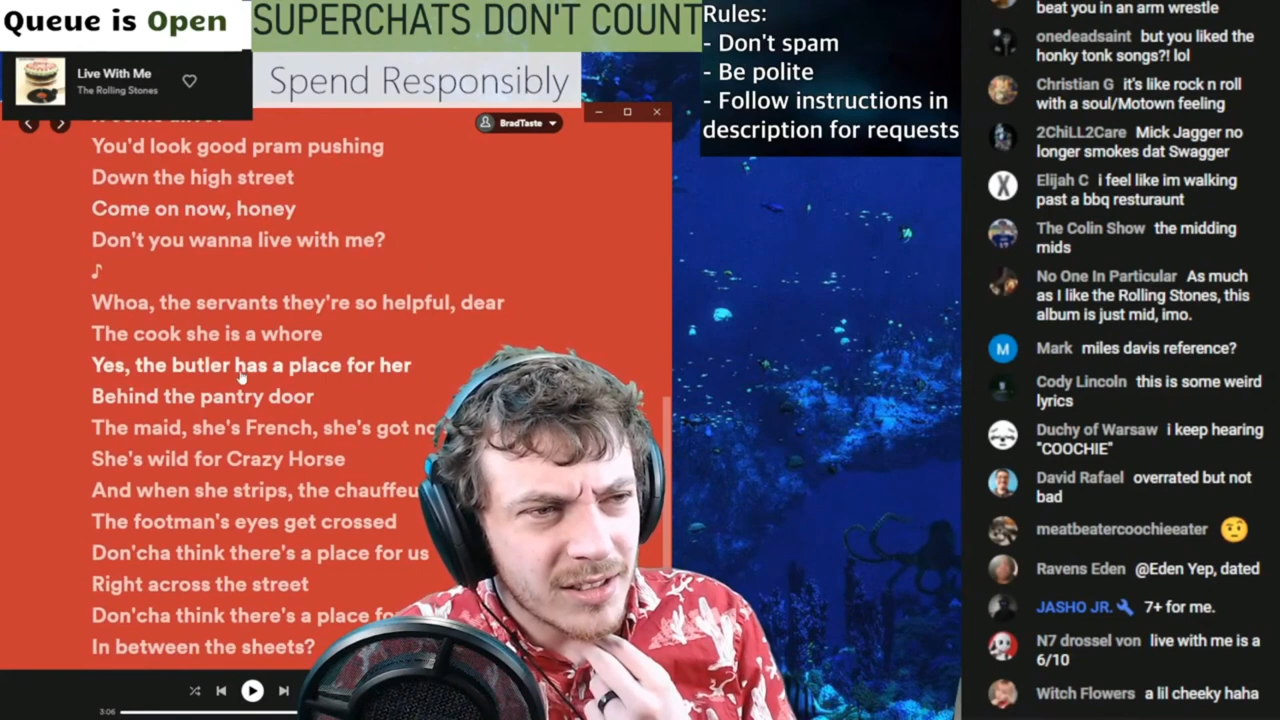 Queue is Open
SUPERCHATS DON'T COUNT
Spend Responsibly
Live With Me
The Rolling Stones
BradTaste
You'd look good pram pushing
Down the high street
Come on now, honey
Don't you wanna live with me?
♪
Whoa, the servants they're so helpful, dear
The cook she is a whore
Yes, the butler has a place for her
Behind the pantry door
The maid, she's French, she's got no
She's wild for Crazy Horse
And when she strips, the chauffeu
The footman's eyes get crossed
Don'cha think there's a place for us
Right across the street
Don'cha think there's a place fo
In between the sheets?
3:06
Rules:
- Don't spam
- Be polite
- Follow instructions in
description for requests
beat you in an arm wrestle
onedeadsaint but you liked the
honky tonk songs?! lol
Christian G it's like rock n roll
with a soul/Motown feeling
2ChiLL2Care Mick Jagger no
longer smokes dat Swagger
Elijah C i feel like im walking
past a bbq resturaunt
The Colin Show the midding
mids
No One In Particular As much
as I like the Rolling Stones, this
album is just mid, imo.
M
Mark miles davis reference?
Cody Lincoln this is some weird
lyrics
Duchy of Warsaw i keep hearing
"COOCHIE"
David Rafael overrated but not
bad
meatbeatercoochieeater 🤨
Ravens Eden @Eden Yep, dated
JASHO JR. 🔧 7+ for me.
N7 drossel von live with me is a
6/10
Witch Flowers a lil cheeky haha